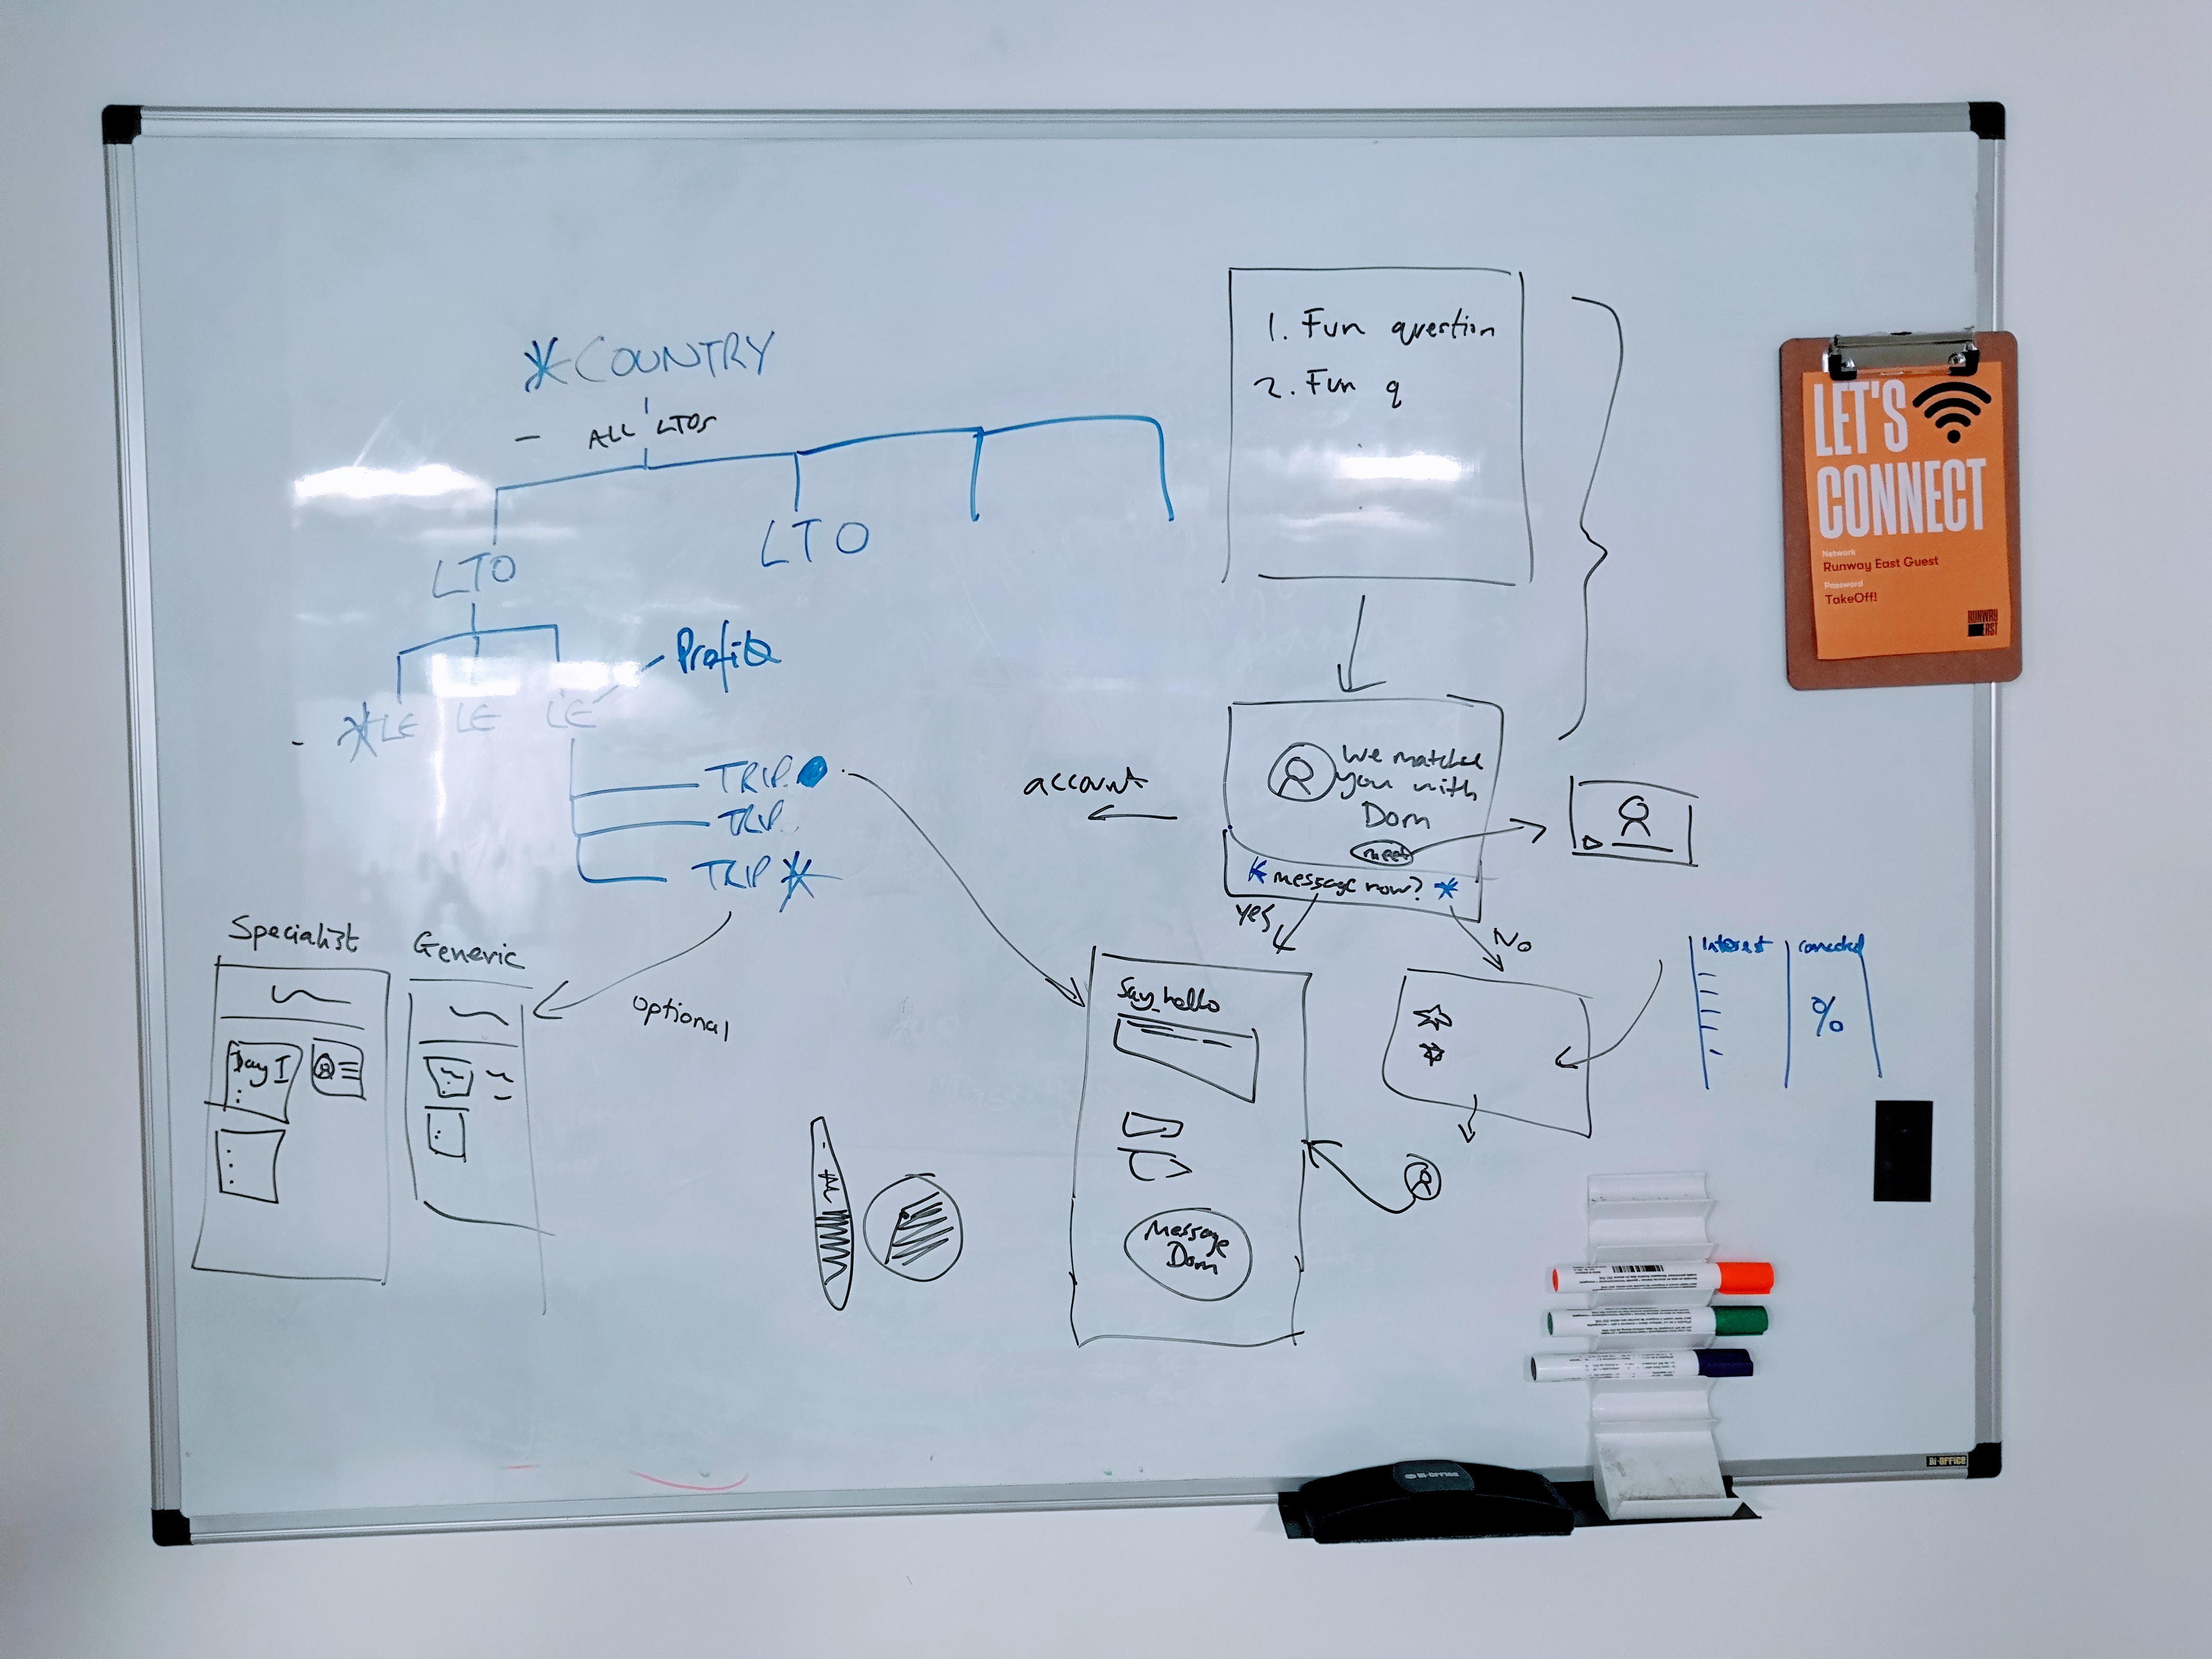 *COUNTRY
- ALL LTOS
LTO
LTO
Profile
- *LE LE LE
TRIP
TRIP
TRIP *
Specialist
Generic
optional
Day 1
1. Fun question
2. Fun q
We matched
you with
Dom
meet
* message now? *
account
yes
No
Say hello
Message
Dom
Interest
%
LET'S
CONNECT
Network
Runway East Guest
Password
TakeOff!
RUNWAY
EAST
Bi-OFFICE
Bi-OFFICE